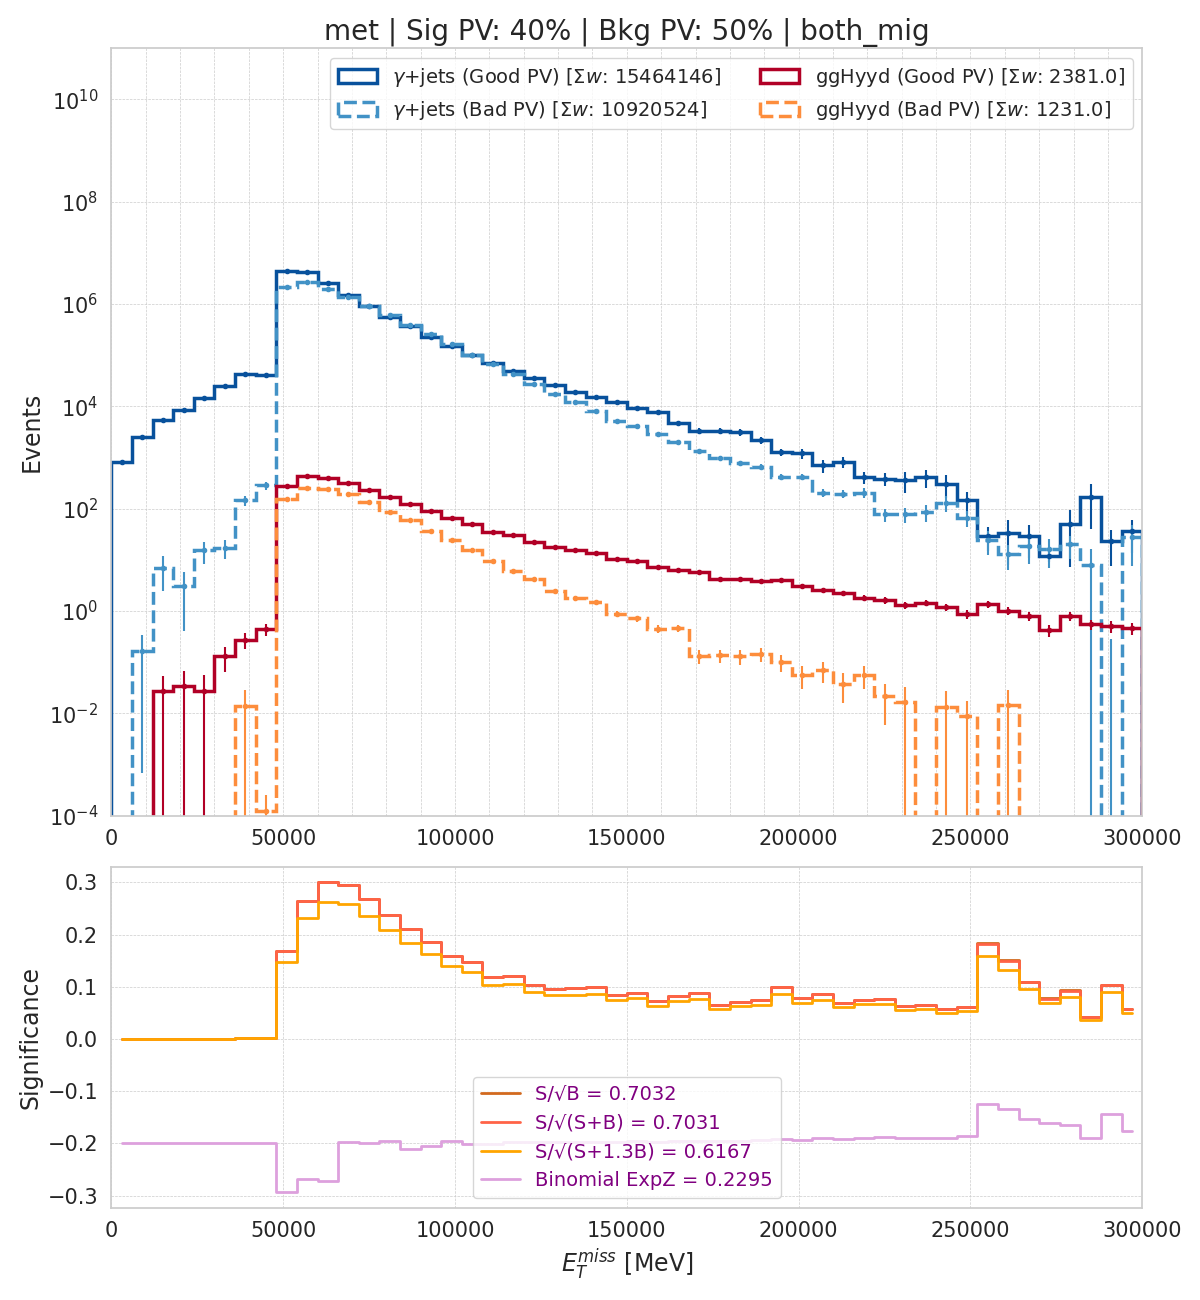 met | Sig PV: 40% | Bkg PV: 50% | both_mig
γ+jets (Good PV) [Σw: 15464146]
γ+jets (Bad PV) [Σw: 10920524]
ggHyyd (Good PV) [Σw: 2381.0]
ggHyyd (Bad PV) [Σw: 1231.0]
Events
10^10
10^8
10^6
10^4
10^2
10^0
10^−2
10^−4
0 50000 100000 150000 200000 250000 300000
Significance
0.3
0.2
0.1
0.0
−0.1
−0.2
−0.3
S/√B = 0.7032
S/√(S+B) = 0.7031
S/√(S+1.3B) = 0.6167
Binomial ExpZ = 0.2295
0 50000 100000 150000 200000 250000 300000
E_T^miss [MeV]